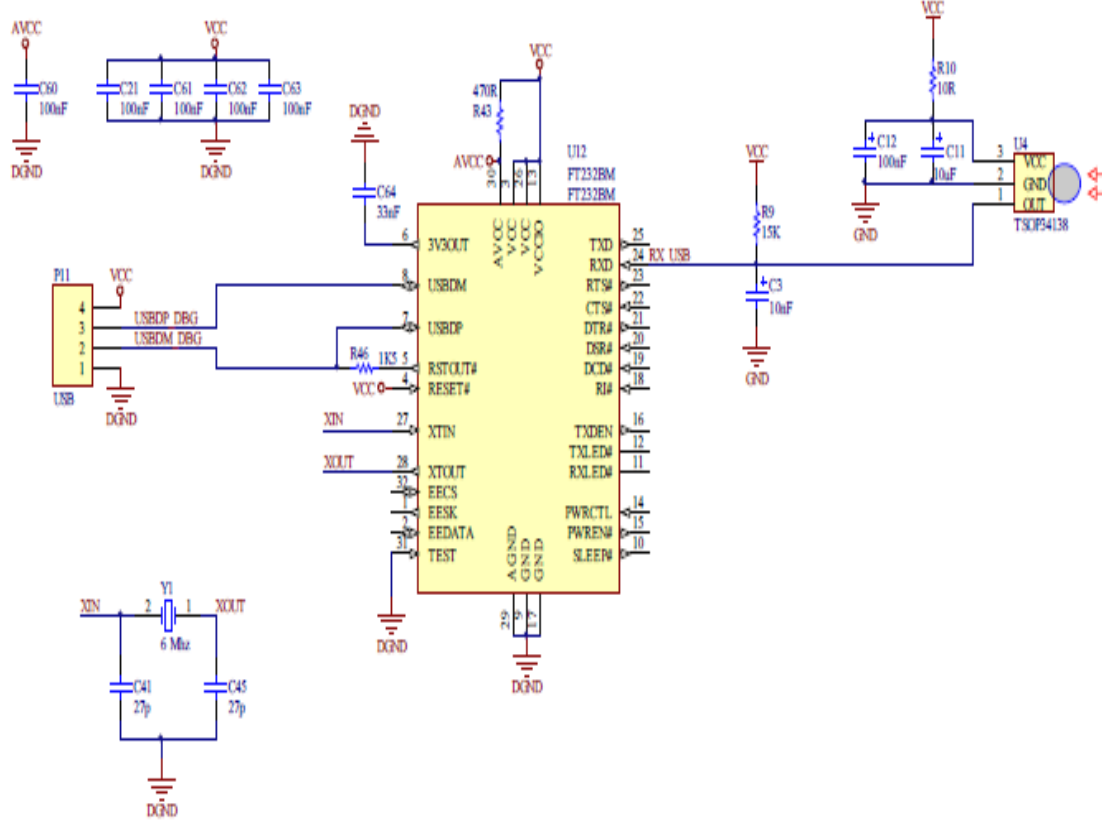 AVCC
C60
100nF
DGND
VCC
C21
100nF
C61
100nF
C62
100nF
C63
100nF
DGND
DGND
C64
33nF
VCC
470R
R43
AVCC
30
3
26
13
U12
FT232BM
FT232BM
AVCC
VCC
VCC
VCCIO
6
3V3OUT
8
USBDM
7
USBDP
5
RSTOUT#
4
RESET#
27
XTIN
28
XTOUT
32
EECS
1
EESK
2
EEDATA
31
TEST
TXD
25
RXD
24
RTS#
23
CTS#
22
DTR#
21
DSR#
20
DCD#
19
RI#
18
TXDEN
16
TXLED#
12
RXLED#
11
PWRCTL
14
PWREN#
15
SLEEP#
10
AGND
GND
GND
29
9
17
DGND
P11
4
3
2
1
USB
VCC
DGND
USBDP_DBG
USBDM_DBG
R46
1K5
VCC
XIN
XOUT
DGND
RX_USB
VCC
R9
15K
C3
10nF
GND
VCC
R10
10R
C12
100nF
C11
10uF
GND
U4
3
VCC
2
GND
1
OUT
TSOP34138
XIN
2
Y1
1
XOUT
6 Mhz
C41
27p
C45
27p
DGND